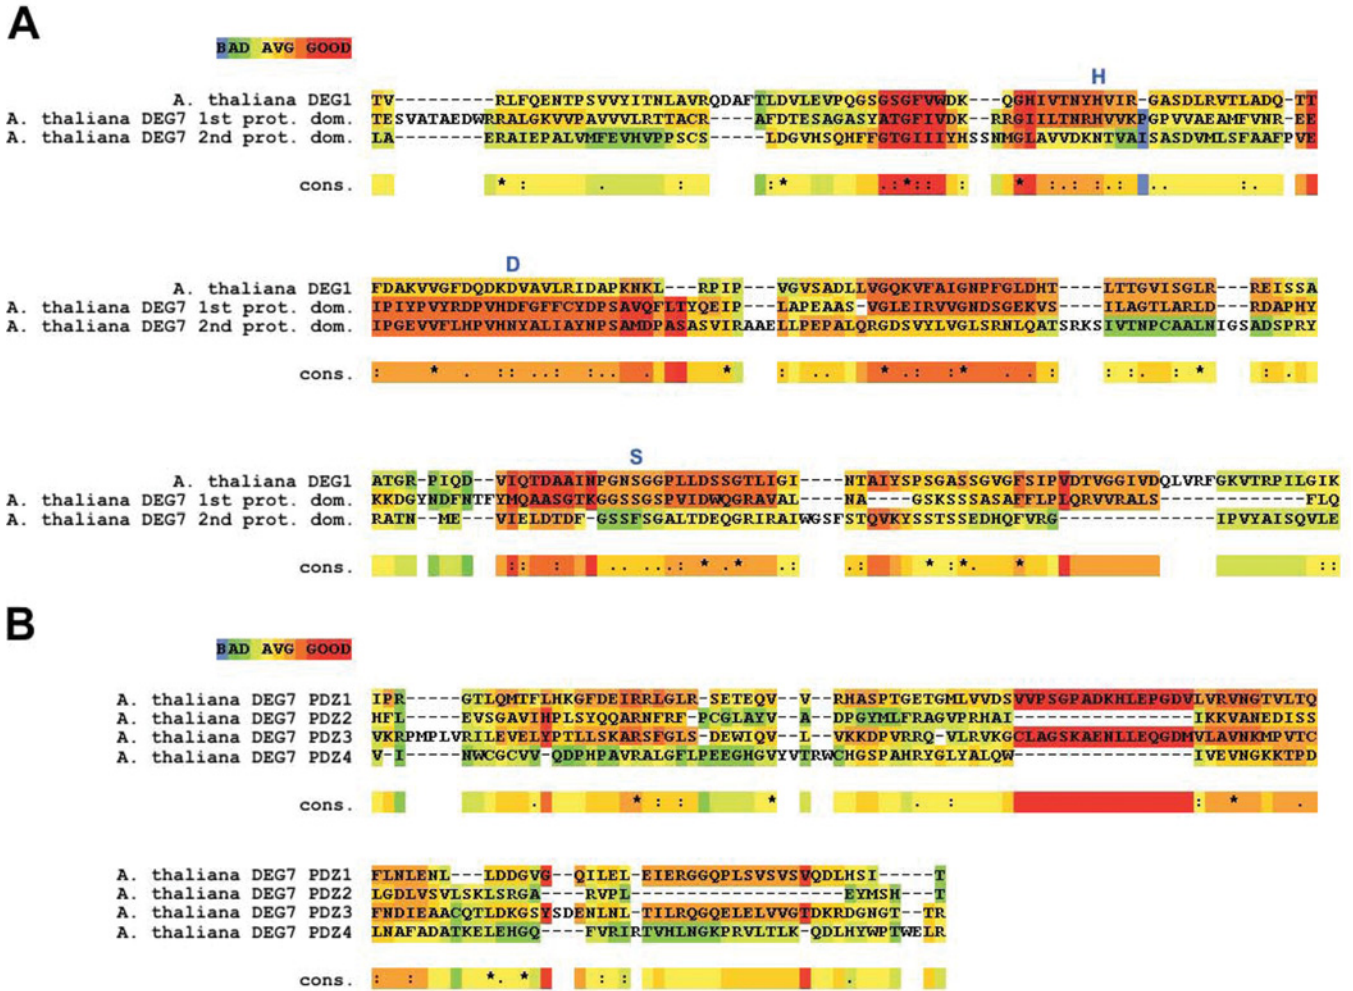 A
BAD AVG GOOD
H
A. thaliana DEG1 TV---------RLFQENTPSVVYITNLAVRQDAFTLDVLEVPQGSGSGFVWDK---QGHIVTNYHVIR-GASDLRVTLADQ-TT
A. thaliana DEG7 1st prot. dom. TESVATAEDWRRALGKVVPAVVVLRTTACR-----AFDTESAGASYATGFIVDK--RRGIILTNRHVVKPGPVVAEAMFVNR-EE
A. thaliana DEG7 2nd prot. dom. LA--------ERAIEPALVMFEVHVPPSCS-----LDGVHSQHFFGTGIIIYHSSNMGLAVVDKNTVAISASDVMLSFAAFPVE
cons. * : . : :* .:*:: : * :.:.: .: .. :.
D
A. thaliana DEG1 FDAKVVGFDQDKDVAVLRIDAPKNKL---RPIP---VGVSADLLVGQKVFAIGNPFGLDHT----LTTGVISGLR---REISSA
A. thaliana DEG7 1st prot. dom. IPIYPVYRDPVHDFGFFCYDPSAVQF-LTYQEIP---LAPEAAS-VGLEIRVVGNDSGEKVS----ILAGTLARLD---RDAPHY
A. thaliana DEG7 2nd prot. dom. IPGEVVFLHPVHNYALIAYNPSAMDPASASVIRAAELLPEPALQRGDSVYLVGLSRNLQATSRKSIVTNPCAALNIGSADSPRY
cons. : * . :: ... :.. * : .. * .: :* . . : : :. : * : .
S
A. thaliana DEG1 ATGR-PIQD--VIQTDAAINPGNSGGPLLDSSGTLIGI----NTAIYSPSGASSGVGFSIPVDTVGGIVDQLVRFGKVTRPILGIK
A. thaliana DEG7 1st prot. dom. KKDGYNDFNTFYMQAASGTKGGSSGSPVIDWQGRAVAL----NA----GSKSSSASAFFLPLQRVVRALS--------------FLQ
A. thaliana DEG7 2nd prot. dom. RATN--ME---VIELDTDF-GSSFSGALTDEQGRIRAIWGSFSTQVKYSSTSSEDHQFVRG--------------IPVYAISQVLE
cons. :: : .. ....: * * .: .: * *. * ::
B
BAD AVG GOOD
A. thaliana DEG7 PDZ1 IPR-----GTLQMTFLHKGFDEIRRLGLR-SETEQV--V--RHASPTGETGMLVVDSVVPSGPADKHLEPGDVLVRVNGTVLTQ
A. thaliana DEG7 PDZ2 HFL-----EVSGAVIHPLSYQQARNFRF-PCGLAYV--A--DPGYMLFRAGVPRHAI----------------IKKVANEDISS
A. thaliana DEG7 PDZ3 VKRPMPLVRILEVELYPTLLSKARSFGLS-DEWIQV--L--VKKDPVRRQ-VLRVKGCLAGSKAENLLEQGDMVLAVNKMPVTC
A. thaliana DEG7 PDZ4 V-I-----NWCGCVV-QDPHPAVRALGFLPEEGHGVYVTRWCHGSPAHRYGLYALQW----------------IVEVNGKKTPD
cons. . * : : * . : : * .
A. thaliana DEG7 PDZ1 FLNLENL---LDDGVG--QILEL-EIERGGQPLSVSVSVQDLHSI-----T
A. thaliana DEG7 PDZ2 LGDLVSVLSKLSRGA----RVPL-------------------EYMSH---T
A. thaliana DEG7 PDZ3 FNDIEAACQTLDKGSYSDENLNL-TILRQGQELELVVGTDKRDGNGT--TR
A. thaliana DEG7 PDZ4 LNAFADATKELEHGQ----FVRIRTVHLNGKPRVLTLK-QDLHYWPTWELR
cons. : : *. * : : .